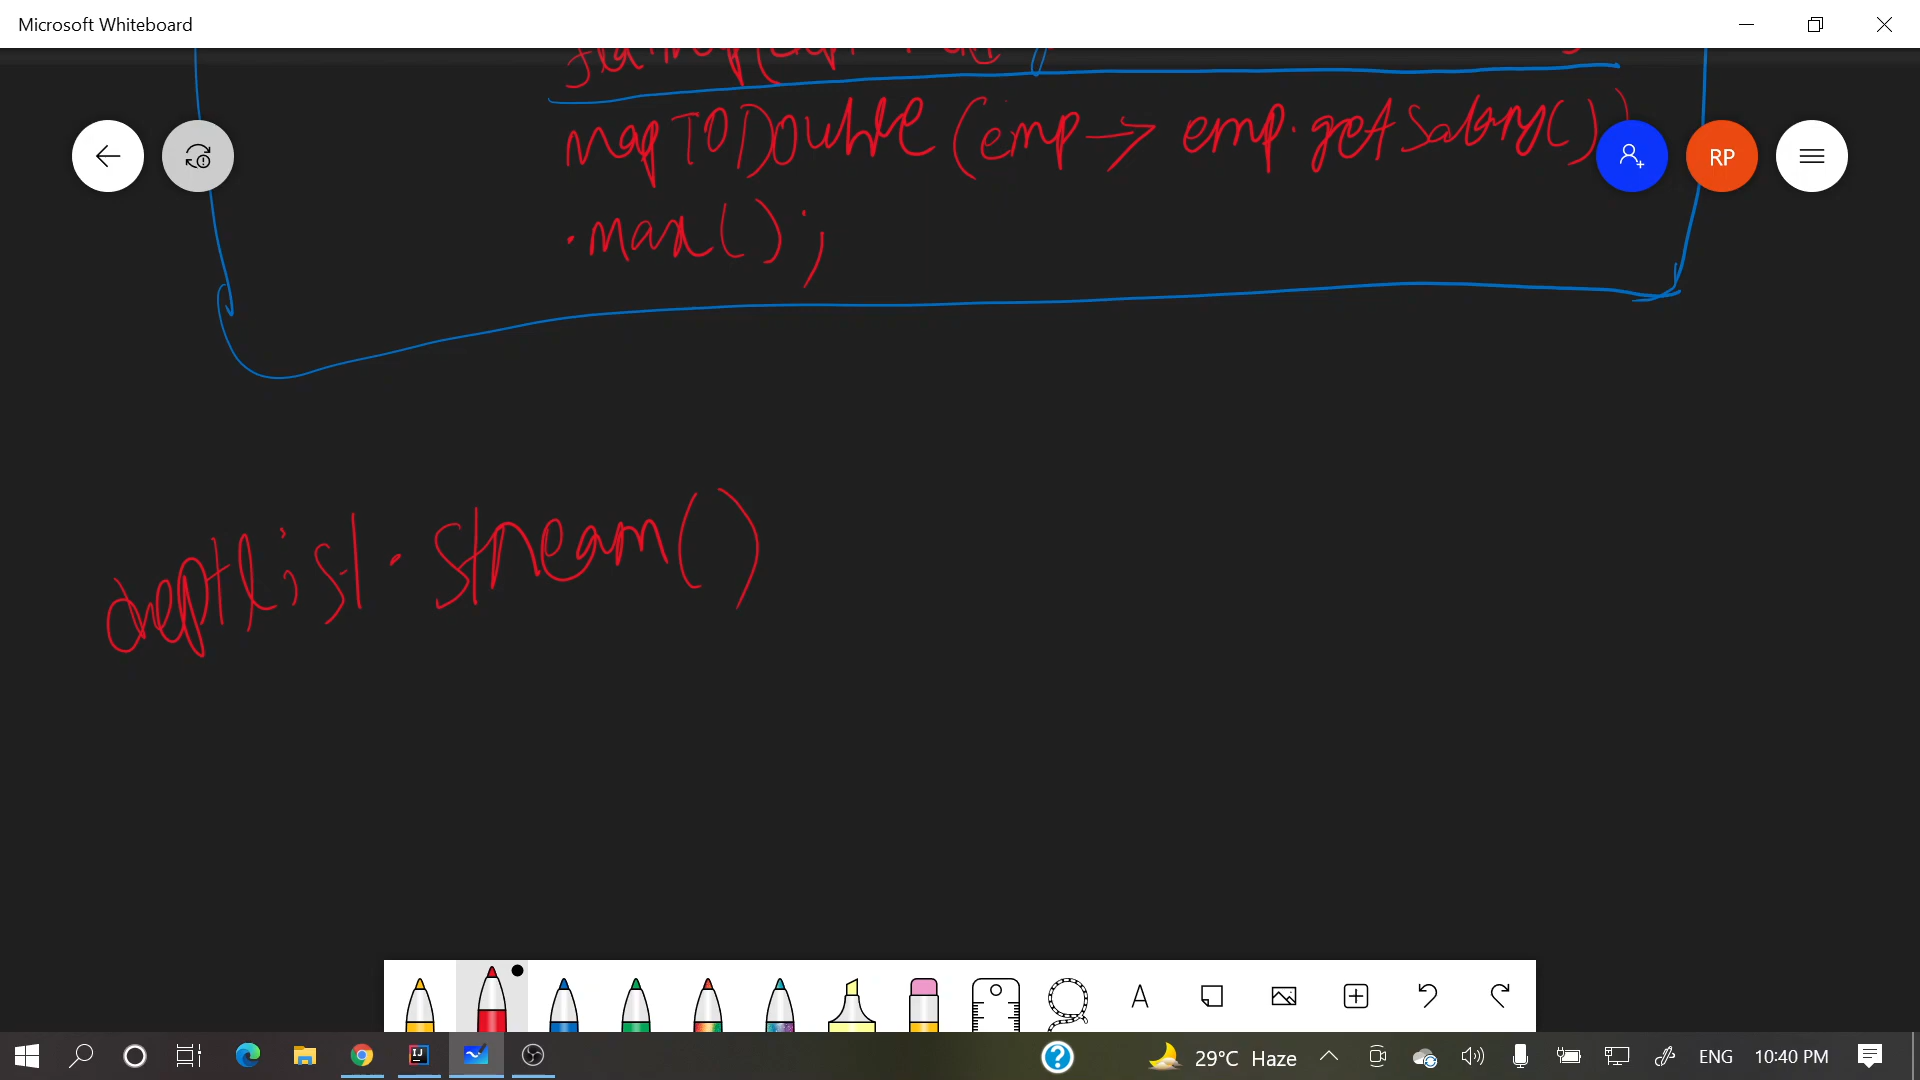 Microsoft Whiteboard
mapToDouble (emp → emp.getSalary())
.max();
RP
deptlist.stream()
A
29°C Haze
ENG
10:40 PM